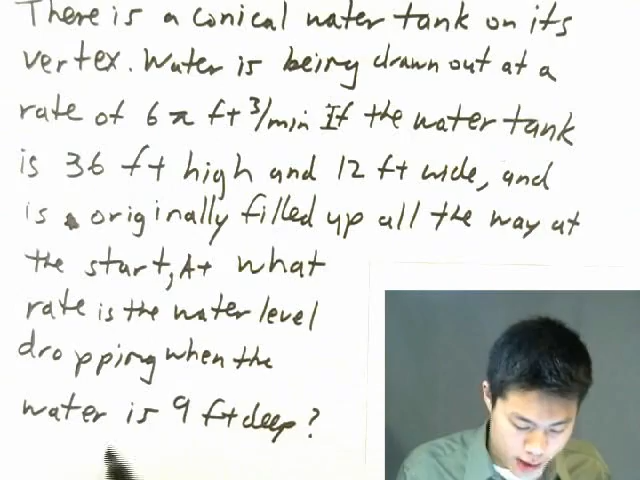 There is a conical water tank on its
vertex. Water is being drawn out at a
rate of 6 π ft³/min If the water tank
is 36 ft high and 12 ft wide, and
is originally filled up all the way at
the start, At what
rate is the water level
dropping when the
water is 9 ft deep?